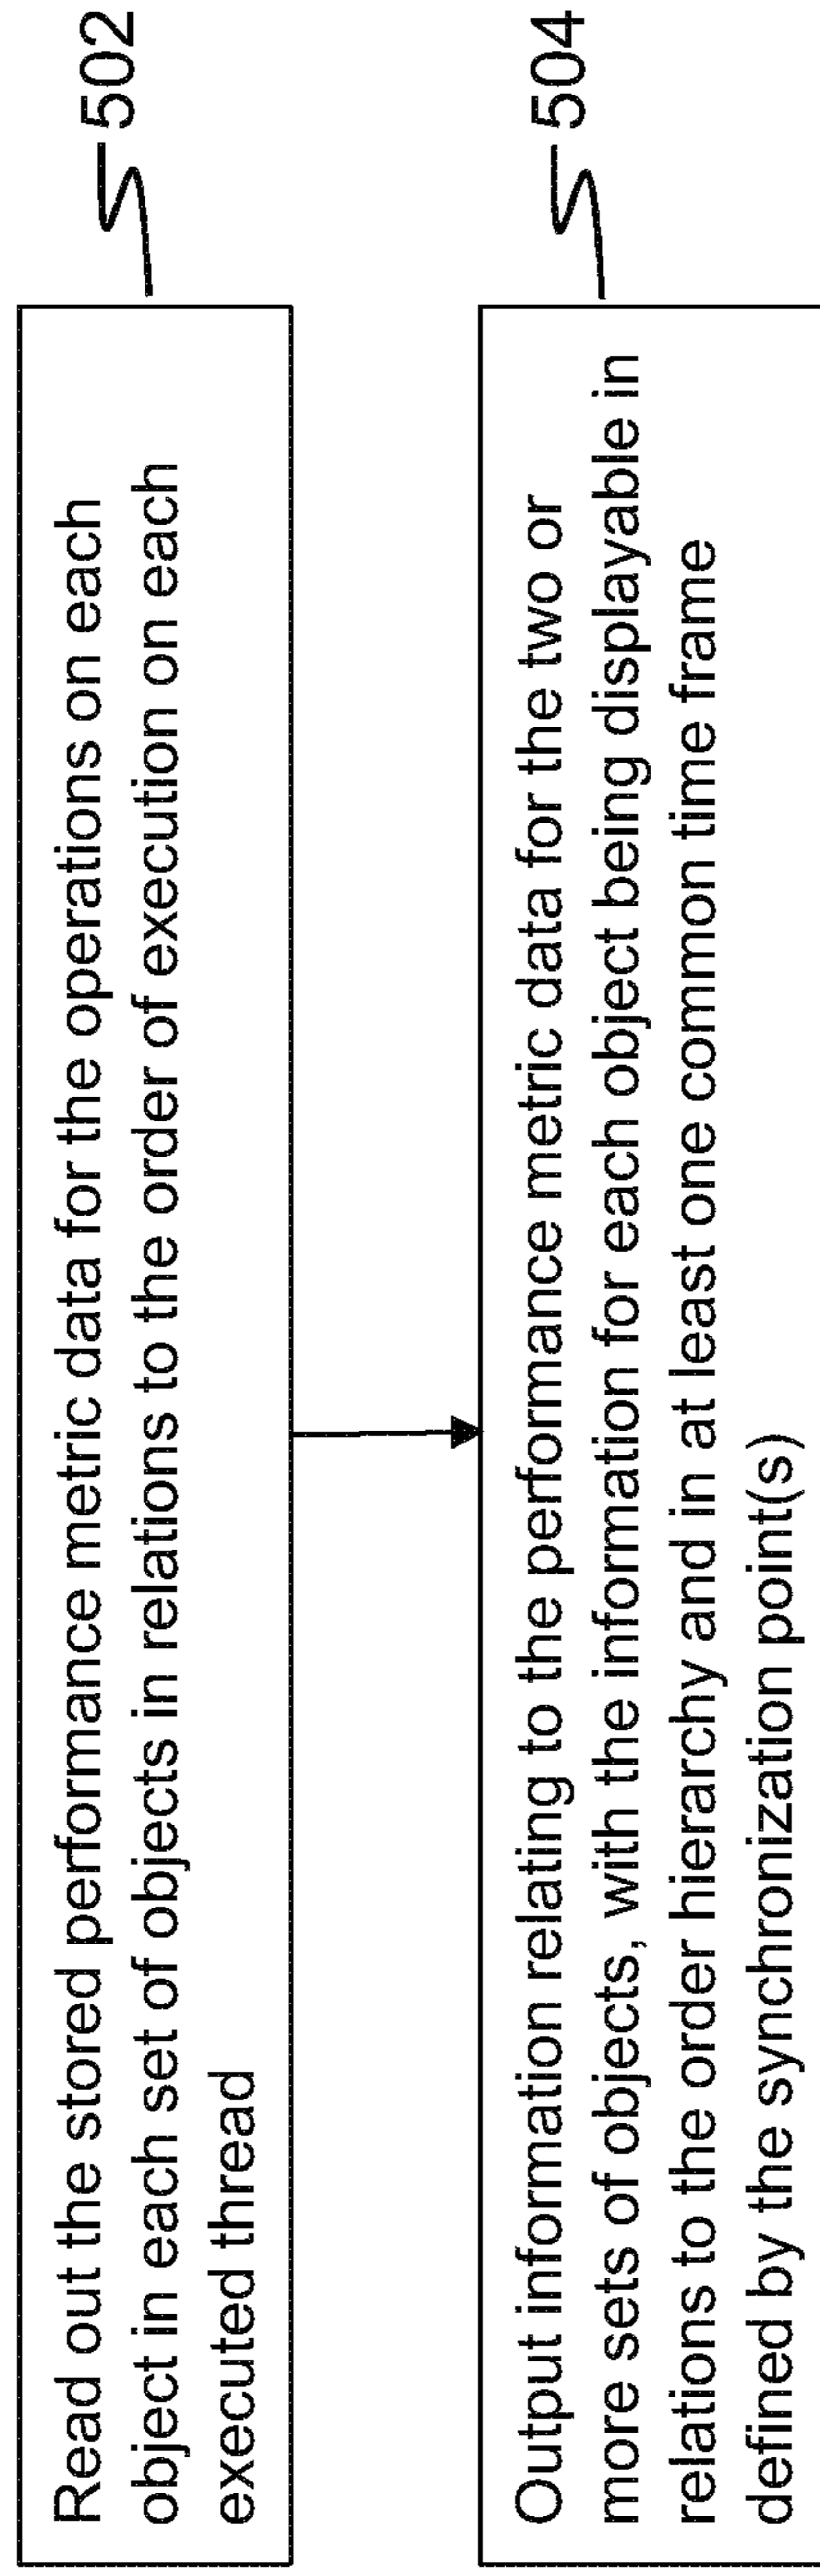 Read out the stored performance metric data for the operations on each
object in each set of objects in relations to the order of execution on each
executed thread
502
Output information relating to the performance metric data for the two or
more sets of objects, with the information for each object being displayable in
relations to the order hierarchy and in at least one common time frame
defined by the synchronization point(s)
504